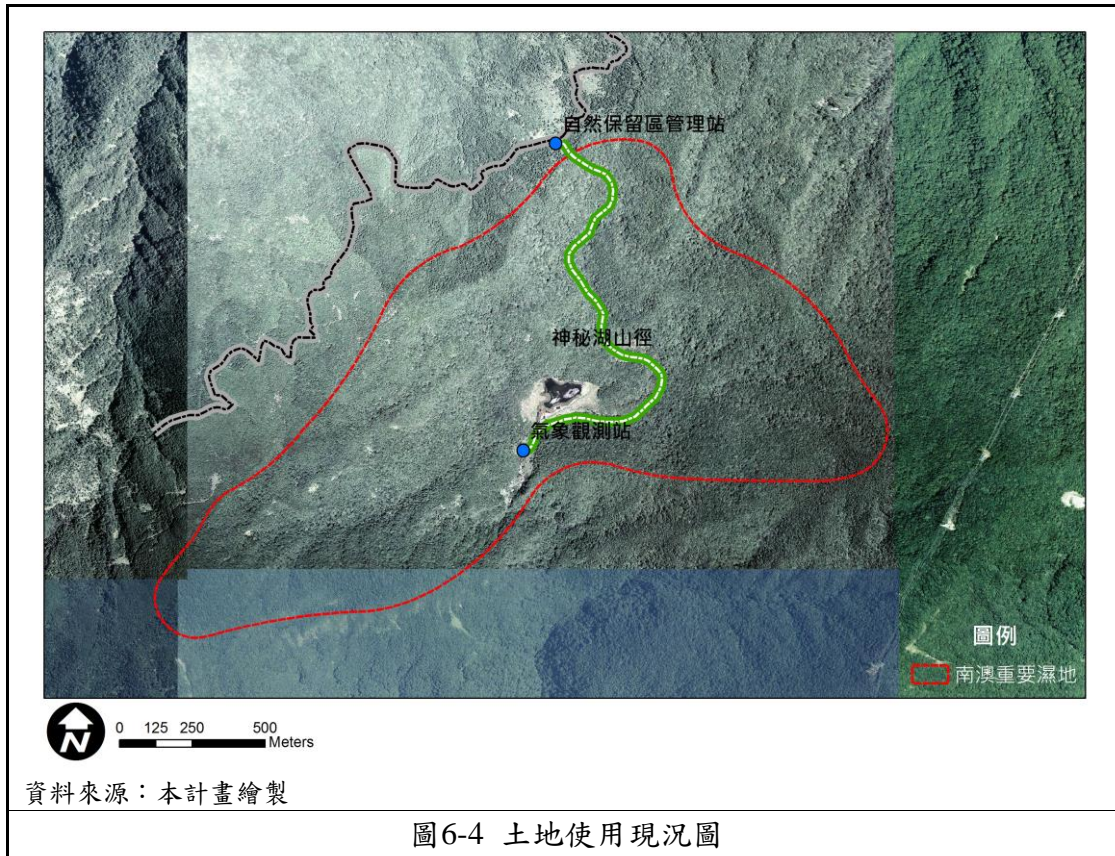 自然保留區管理站
神秘湖山徑
氣象觀測站
圖例
南澳重要濕地
N
0 125 250 500
Meters
資料來源：本計畫繪製
圖6-4 土地使用現況圖